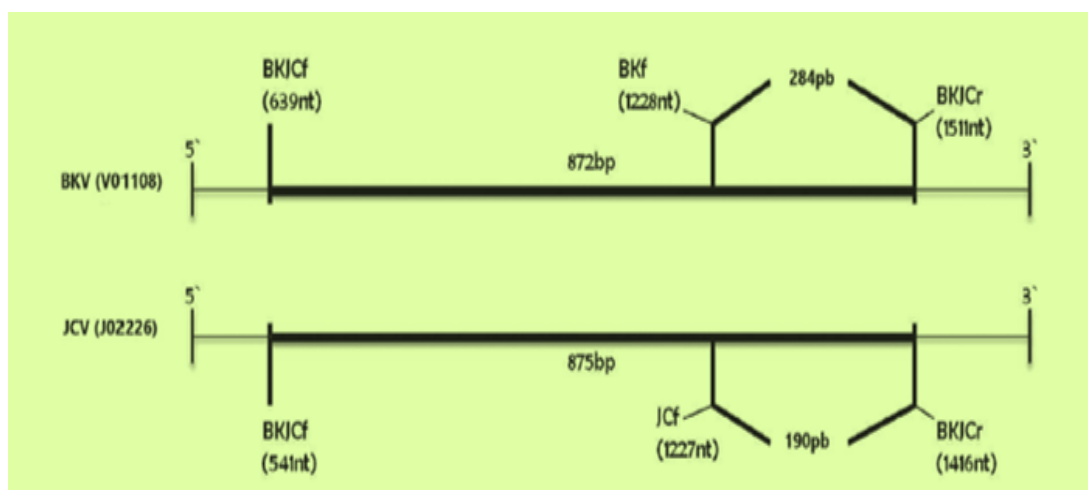 BKJCf
(639nt)
BKf
(1228nt)
284pb
BKJCr
(1511nt)
5`
3`
BKV (V01108)
872bp
5`
3`
JCV (J02226)
875bp
BKJCf
(541nt)
JCf
(1227nt)
190pb
BKJCr
(1416nt)